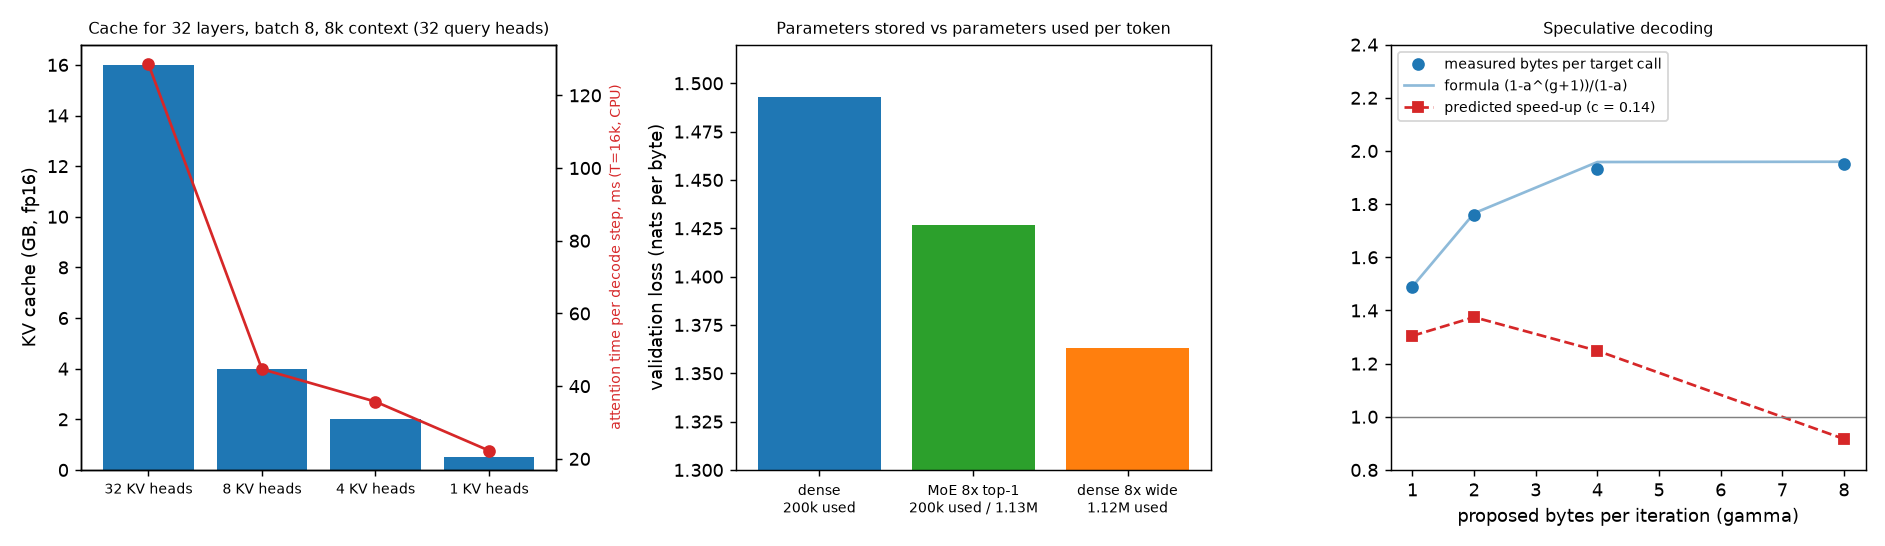 Cache for 32 layers, batch 8, 8k context (32 query heads)
KV cache (GB, fp16)
16
14
12
10
8
6
4
2
0
120
100
80
60
40
20
attention time per decode step, ms (T=16k, CPU)
32 KV heads
8 KV heads
4 KV heads
1 KV heads
Parameters stored vs parameters used per token
validation loss (nats per byte)
1.500
1.475
1.450
1.425
1.400
1.375
1.350
1.325
1.300
dense
200k used
MoE 8x top-1
200k used / 1.13M
dense 8x wide
1.12M used
Speculative decoding
2.4
2.2
2.0
1.8
1.6
1.4
1.2
1.0
0.8
measured bytes per target call
formula (1-a^(g+1))/(1-a)
predicted speed-up (c = 0.14)
1
2
3
4
5
6
7
8
proposed bytes per iteration (gamma)